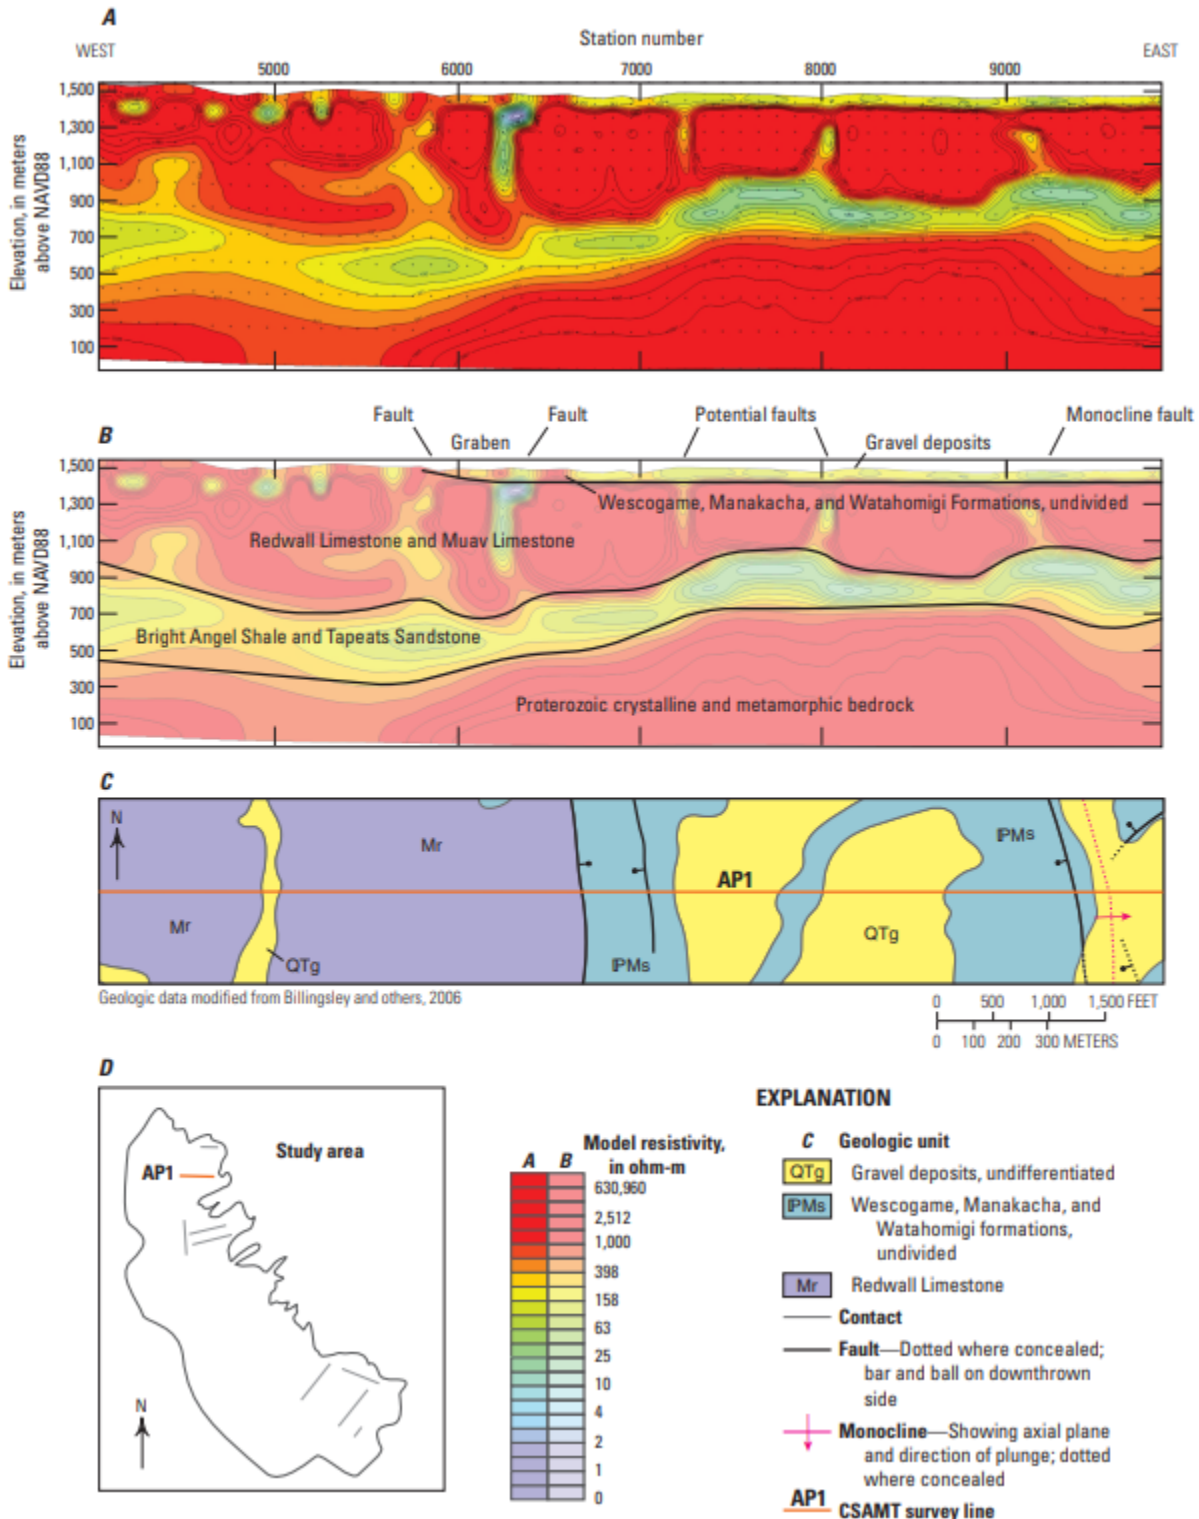 A
WEST
Station number
EAST
5000 6000 7000 8000 9000
Elevation, in meters
above NAVD88
1,500
1,300
1,100
900
700
500
300
100
B
Fault
Graben
Fault
Potential faults
Gravel deposits
Monocline fault
Elevation, in meters
above NAVD88
1,500
1,300
1,100
900
700
500
300
100
Wescogame, Manakacha, and Watahomigi Formations, undivided
Redwall Limestone and Muav Limestone
Bright Angel Shale and Tapeats Sandstone
Proterozoic crystalline and metamorphic bedrock
C
N
Mr
Mr
QTg
IPMs
AP1
QTg
IPMs
Geologic data modified from Billingsley and others, 2006
0 500 1,000 1,500 FEET
0 100 200 300 METERS
D
Study area
AP1
N
Model resistivity,
in ohm-m
A B
630,960
2,512
1,000
398
158
63
25
10
4
2
1
0
EXPLANATION
C Geologic unit
QTg Gravel deposits, undifferentiated
IPMs Wescogame, Manakacha, and
Watahomigi formations,
undivided
Mr Redwall Limestone
Contact
Fault—Dotted where concealed;
bar and ball on downthrown
side
Monocline—Showing axial plane
and direction of plunge; dotted
where concealed
AP1 CSAMT survey line